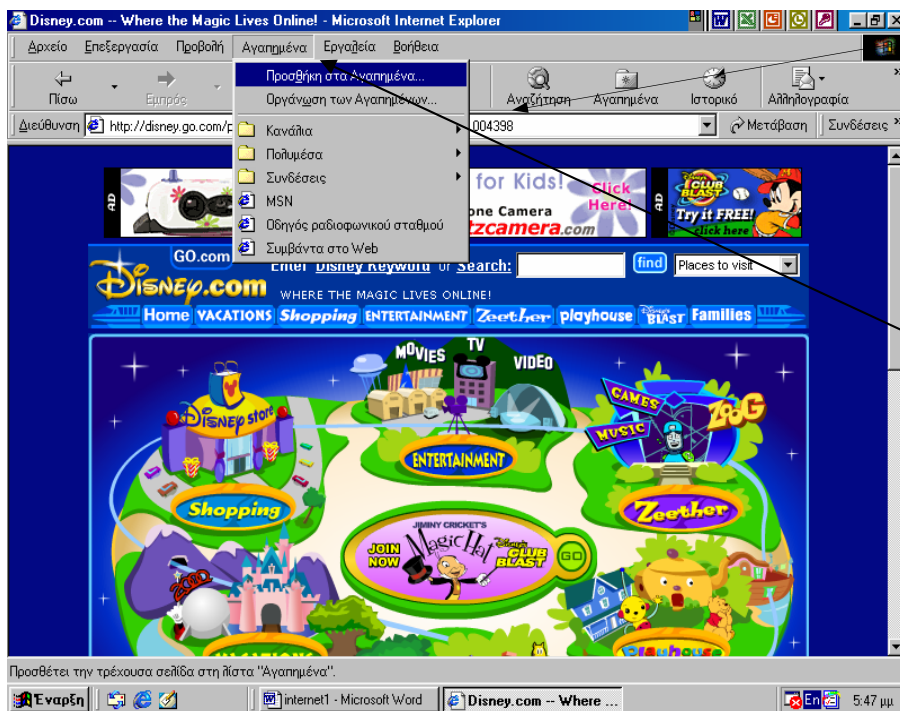 Disney.com -- Where the Magic Lives Online! - Microsoft Internet Explorer
Αρχείο Επεξεργασία Προβολή Αγαπημένα Εργαλεία Βοήθεια
Προσθήκη στα Αγαπημένα...
Οργάνωση των Αγαπημένων...
Κανάλια
Πολυμέσα
Συνδέσεις
MSN
Οδηγός ραδιοφωνικού σταθμού
Συμβάντα στο Web
Πίσω Εμπρός Αναζήτηση Αγαπημένα Ιστορικό Αλληλογραφία
Διεύθυνση http://disney.go.com/p 004398 Μετάβαση Συνδέσεις
AD for Kids! Click Here! AD CLUB BLAST
one Camera Try it FREE!
tzcamera.com click here
GO.com Enter Disney Keyword or Search: find Places to visit
Disney.com WHERE THE MAGIC LIVES ONLINE!
Home VACATIONS Shopping ENTERTAINMENT Zeether playhouse BLAST Families
MOVIES TV VIDEO
GAMES ZOOG
MUSIC
Disney store
ENTERTAINMENT
Shopping Zeether
JIMINY CRICKET'S
JOIN NOW Magic Hat Disney's CLUB BLAST GO
2000
VACATIONS Playhouse
Προσθέτει την τρέχουσα σελίδα στη λίστα "Αγαπημένα".
Έναρξη internet1 - Microsoft Word Disney.com -- Where ... En 5:47 μμ